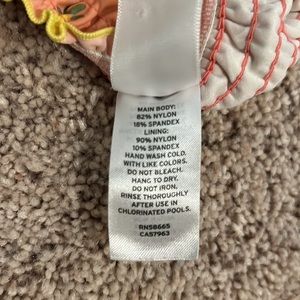 MAIN BODY:
82% NYLON
18% SPANDEX
LINING:
90% NYLON
10% SPANDEX
HAND WASH COLD.
WITH LIKE COLORS.
DO NOT BLEACH.
HANG TO DRY.
DO NOT IRON.
RINSE THOROUGHLY
AFTER USE IN
CHLORINATED POOLS.
RN58665
CA57963